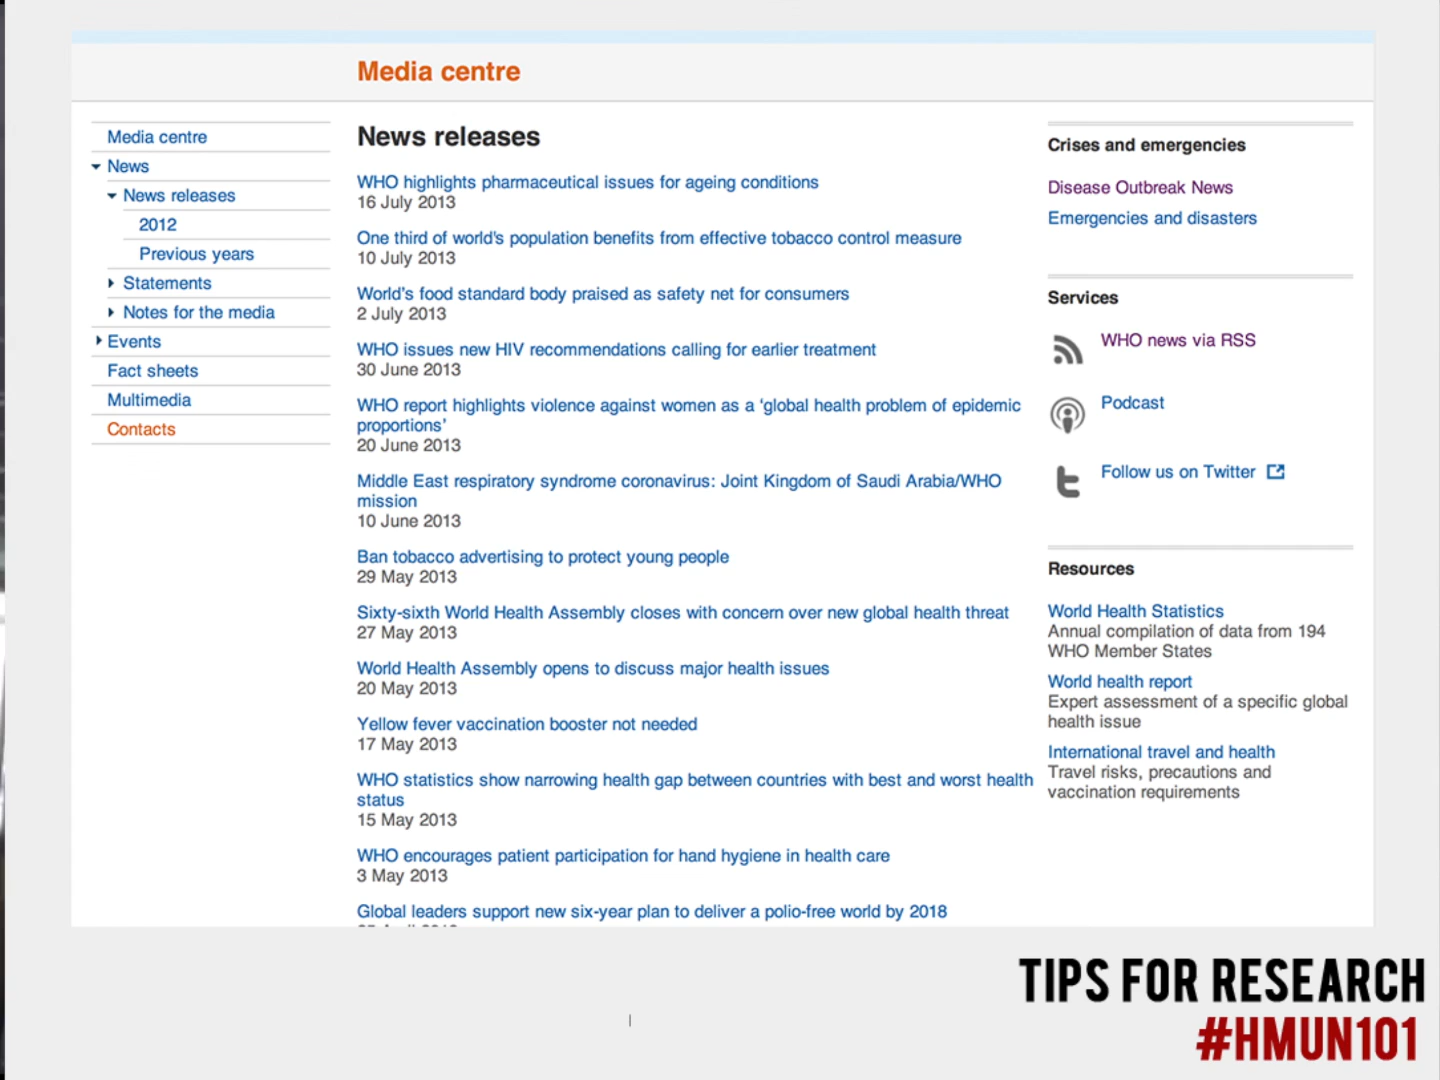 Media centre
Media centre
News
News releases
2012
Previous years
Statements
Notes for the media
Events
Fact sheets
Multimedia
Contacts
News releases
WHO highlights pharmaceutical issues for ageing conditions
16 July 2013
One third of world's population benefits from effective tobacco control measure
10 July 2013
World's food standard body praised as safety net for consumers
2 July 2013
WHO issues new HIV recommendations calling for earlier treatment
30 June 2013
WHO report highlights violence against women as a ‘global health problem of epidemic
proportions’
20 June 2013
Middle East respiratory syndrome coronavirus: Joint Kingdom of Saudi Arabia/WHO
mission
10 June 2013
Ban tobacco advertising to protect young people
29 May 2013
Sixty-sixth World Health Assembly closes with concern over new global health threat
27 May 2013
World Health Assembly opens to discuss major health issues
20 May 2013
Yellow fever vaccination booster not needed
17 May 2013
WHO statistics show narrowing health gap between countries with best and worst health
status
15 May 2013
WHO encourages patient participation for hand hygiene in health care
3 May 2013
Global leaders support new six-year plan to deliver a polio-free world by 2018
Crises and emergencies
Disease Outbreak News
Emergencies and disasters
Services
WHO news via RSS
Podcast
Follow us on Twitter
Resources
World Health Statistics
Annual compilation of data from 194
WHO Member States
World health report
Expert assessment of a specific global
health issue
International travel and health
Travel risks, precautions and
vaccination requirements
TIPS FOR RESEARCH
#HMUN101